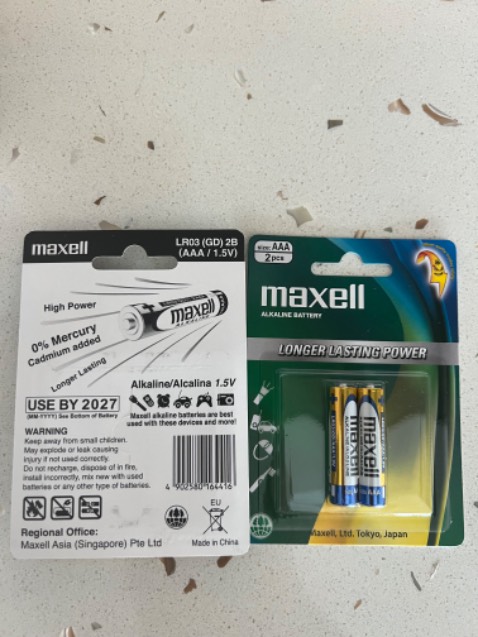 maxell
LR03 (GD) 2B
(AAA / 1.5V)
High Power
0% Mercury
Cadmium added
Longer Lasting
maxell
ALKALINE
Alkaline/Alcalina 1.5V
USE BY 2027
(MM-YYYY) See Bottom of Battery
Maxell alkaline batteries are best
used with these devices and more!
WARNING
Keep away from small children.
May explode or leak causing
injury if not used correctly.
Do not recharge, dispose of in fire,
install incorrectly, mix new with used
batteries or any other type of batteries.
4 902580 164416
EU
Regional Office:
Maxell Asia (Singapore) Pte Ltd
Made in China
size: AAA
2pcs
maxell
ALKALINE BATTERY
LONGER LASTING POWER
maxell
AAA
Maxell, Ltd. Tokyo, Japan